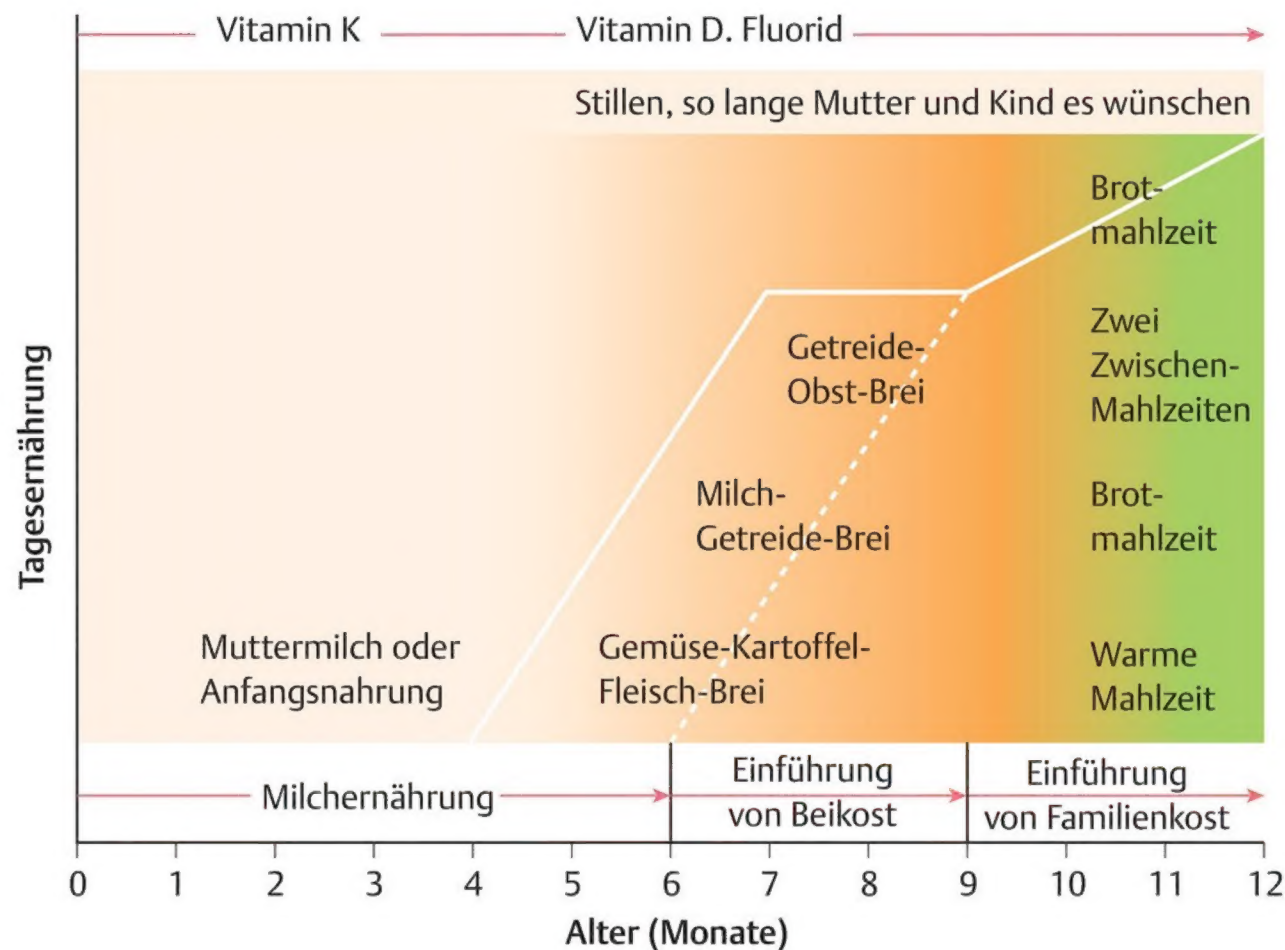 Vitamin K
Vitamin D. Fluorid
Stillen, so lange Mutter und Kind es wünschen
Tagesernährung
Muttermilch oder
Anfangsnahrung
Gemüse-Kartoffel-
Fleisch-Brei
Milch-
Getreide-Brei
Getreide-
Obst-Brei
Brot-
mahlzeit
Zwei
Zwischen-
Mahlzeiten
Brot-
mahlzeit
Warme
Mahlzeit
Milchernährung
Einführung
von Beikost
Einführung
von Familienkost
0 1 2 3 4 5 6 7 8 9 10 11 12
Alter (Monate)